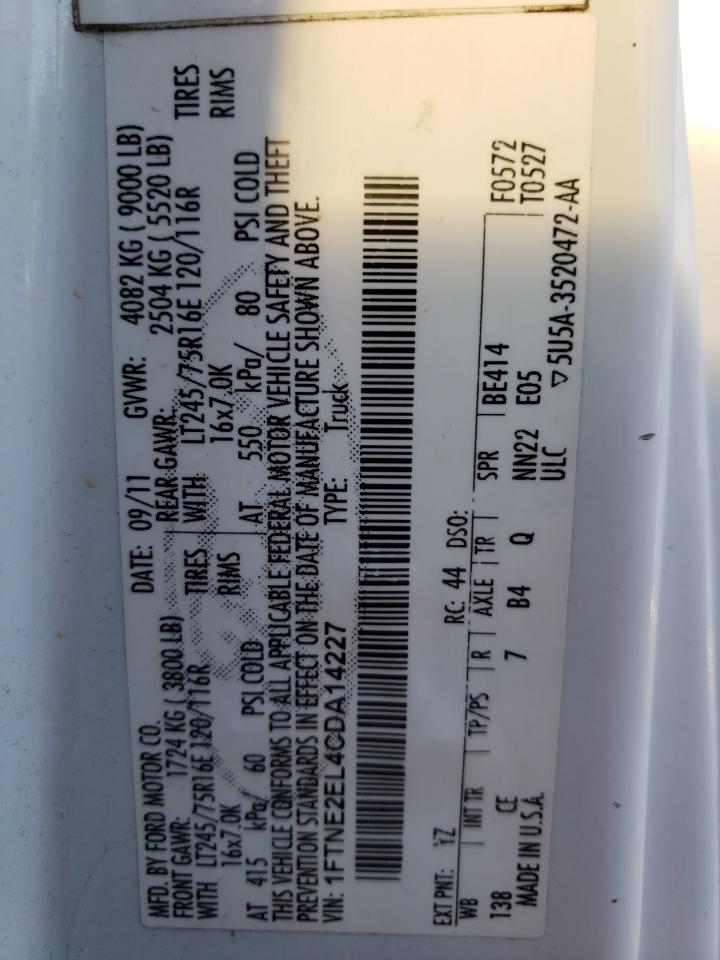 MFD. BY FORD MOTOR CO. DATE: 09/11 GVWR: 4082 KG ( 9000 LB)
FRONT GAWR: 1724 KG ( 3800 LB) REAR GAWR: 2504 KG ( 5520 LB)
WITH LT245/75R16E 120/116R TIRES WITH LT245/75R16E 120/116R TIRES
16x7.0K RIMS 16x7.0K RIMS
AT 415 kPa/ 60 PSI COLD AT 550 kPa/ 80 PSI COLD
THIS VEHICLE CONFORMS TO ALL APPLICABLE FEDERAL MOTOR VEHICLE SAFETY AND THEFT
PREVENTION STANDARDS IN EFFECT ON THE DATE OF MANUFACTURE SHOWN ABOVE.
VIN: 1FTNE2EL4CDA14227 TYPE: Truck
EXT PNT: YZ RC: 44 DSO:
WB INT TR TP/PS R AXLE TR SPR BE414 F0572
138 CE 7 B4 Q NN22 E05 T0527
MADE IN U.S.A. ULC ▽5U5A-3520472-AA